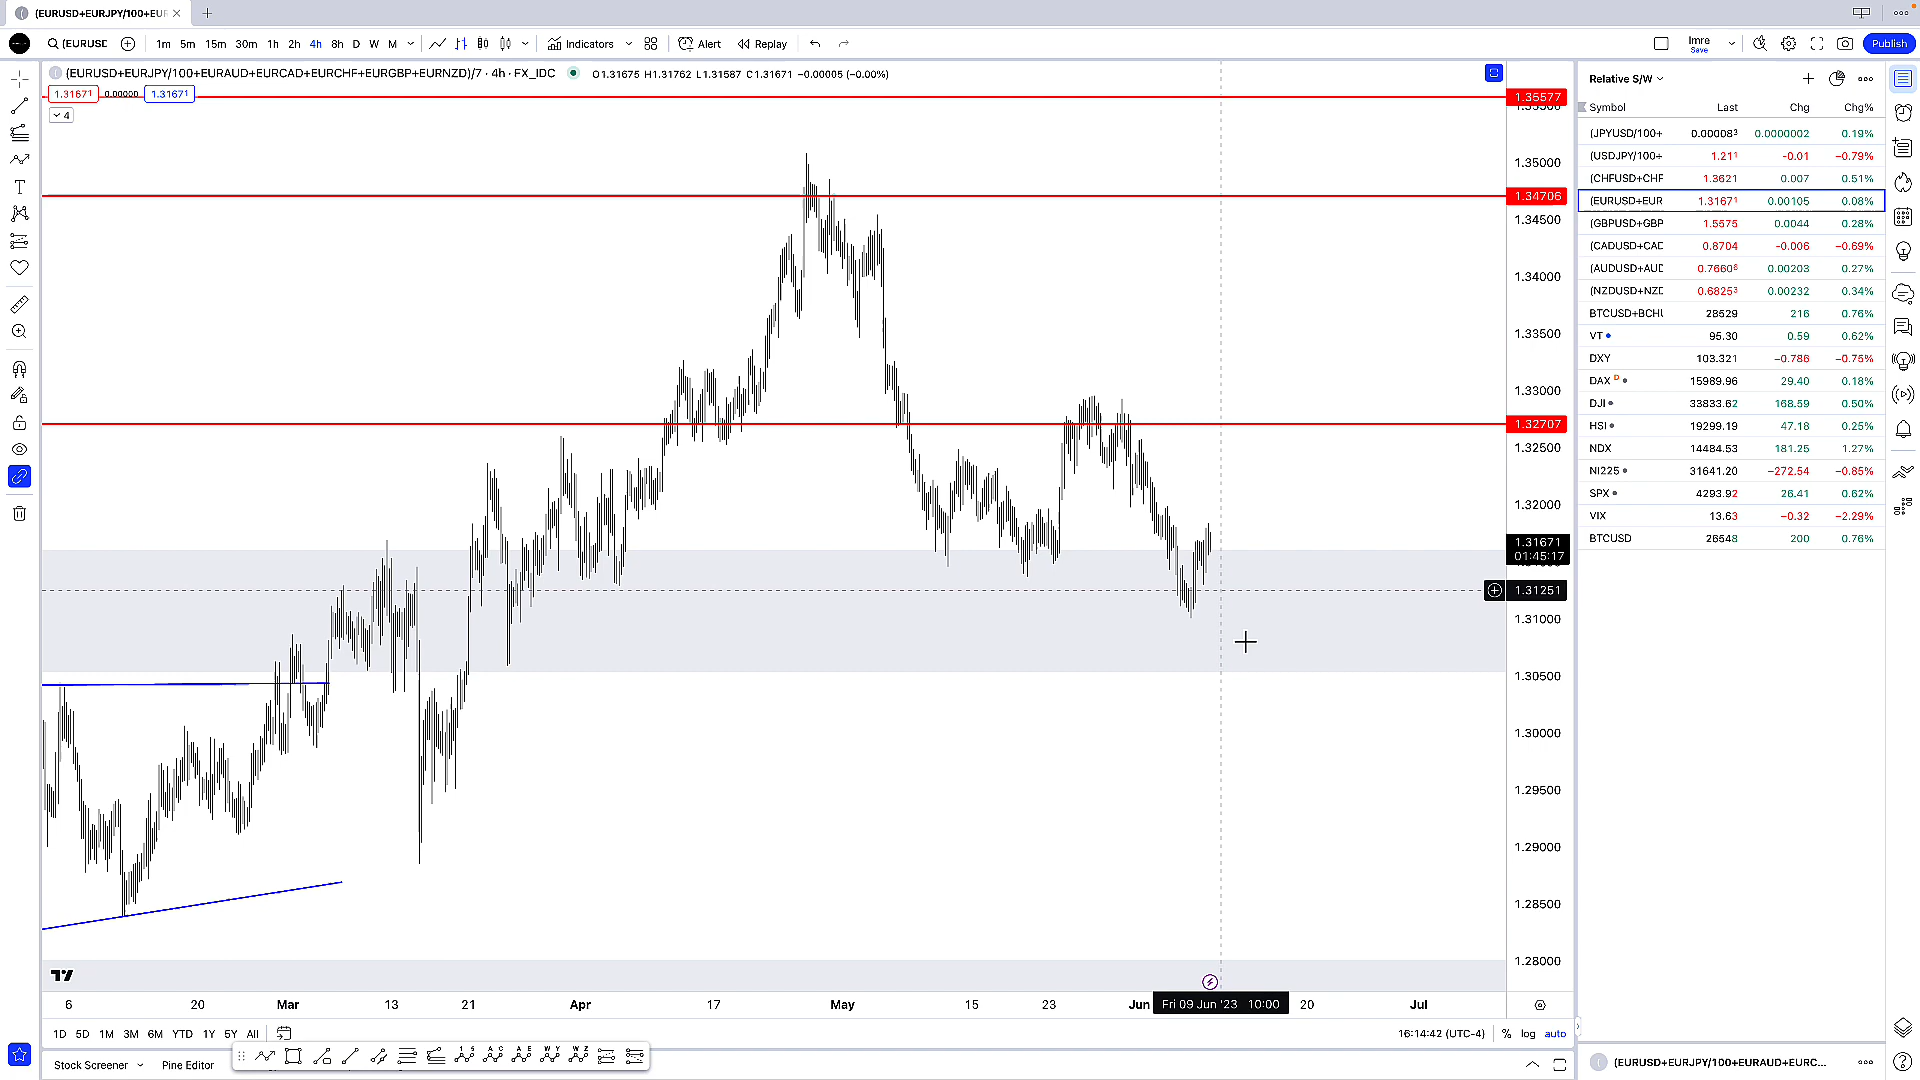 (EURUSD+EURJPY/100+EUR
(EURUSE 1m 5m 15m 30m 1h 2h 4h 8h D W M Indicators Alert Replay Imre Save Publish
(EURUSD+EURJPY/100+EURAUD+EURCAD+EURCHF+EURGBP+EURNZD)/7 · 4h · FX_IDC O1.31675 H1.31762 L1.31587 C1.31671 −0.00005 (−0.00%)
1.31671 0.00000 1.31671
4
1.35577
1.35000
1.34706
1.34500
1.34000
1.33500
1.33000
1.32707
1.32500
1.32000
1.31671
01:45:17
1.31251
1.31000
1.30500
1.30000
1.29500
1.29000
1.28500
1.28000
6 20 Mar 13 21 Apr 17 May 15 23 Jun Fri 09 Jun '23 10:00 20 Jul
1D 5D 1M 3M 6M YTD 1Y 5Y All 16:14:42 (UTC-4) % log auto
Stock Screener Pine Editor
Relative S/W
Symbol Last Chg Chg%
(JPYUSD/100+ 0.00008³ 0.0000002 0.19%
(USDJPY/100+ 1.21¹ −0.01 −0.79%
(CHFUSD+CHF 1.3621 0.007 0.51%
(EURUSD+EUR 1.3167¹ 0.00105 0.08%
(GBPUSD+GBP 1.5575 0.0044 0.28%
(CADUSD+CAD 0.8704 −0.006 −0.69%
(AUDUSD+AUD 0.7660⁶ 0.00203 0.27%
(NZDUSD+NZD 0.6825³ 0.00232 0.34%
BTCUSD+BCHU 28529 216 0.76%
VT 95.30 0.59 0.62%
DXY 103.321 −0.786 −0.75%
DAX D 15989.96 29.40 0.18%
DJI 33833.62 168.59 0.50%
HSI 19299.19 47.18 0.25%
NDX 14484.53 181.25 1.27%
NI225 31641.20 −272.54 −0.85%
SPX 4293.92 26.41 0.62%
VIX 13.63 −0.32 −2.29%
BTCUSD 26548 200 0.76%
(EURUSD+EURJPY/100+EURAUD+EURC...